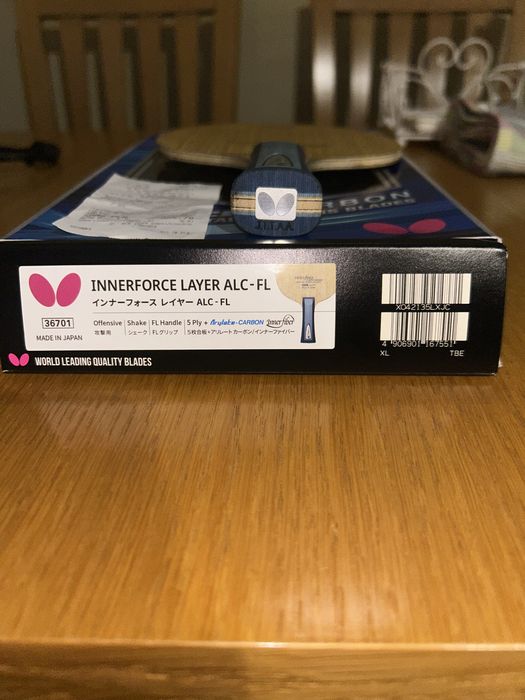 CARBON
BLADES
INNERFORCE LAYER ALC-FL
インナーフォース レイヤー ALC - FL
36701
MADE IN JAPAN
Offensive Shake FL Handle 5 Ply + Arylate-CARBON Innerfiber
攻撃用 シェーク FLグリップ 5枚合板+アリレートカーボン/インナーファイバー
XO42135LXJC
4 906901 167551
XL TBE
WORLD LEADING QUALITY BLADES